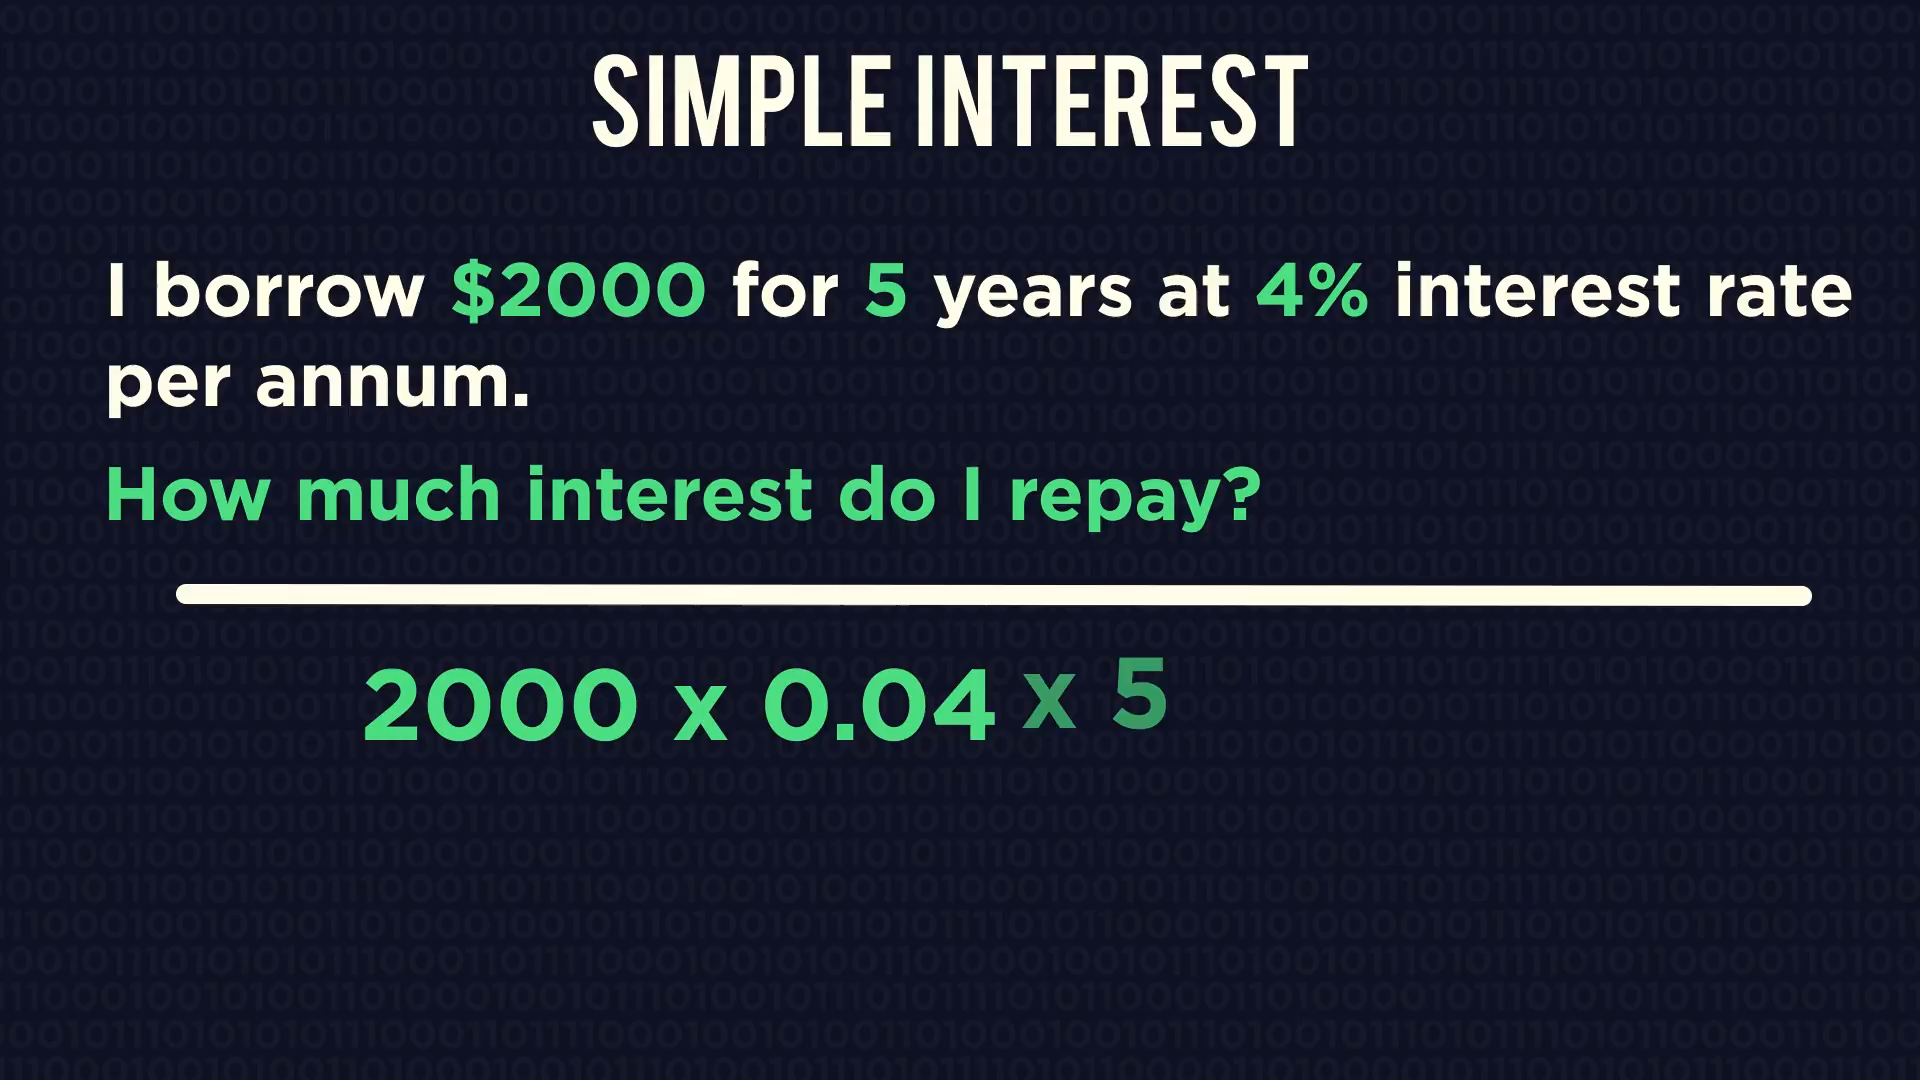 SIMPLE INTEREST
I borrow $2000 for 5 years at 4% interest rate
per annum.
How much interest do I repay?
2000 x 0.04 x 5